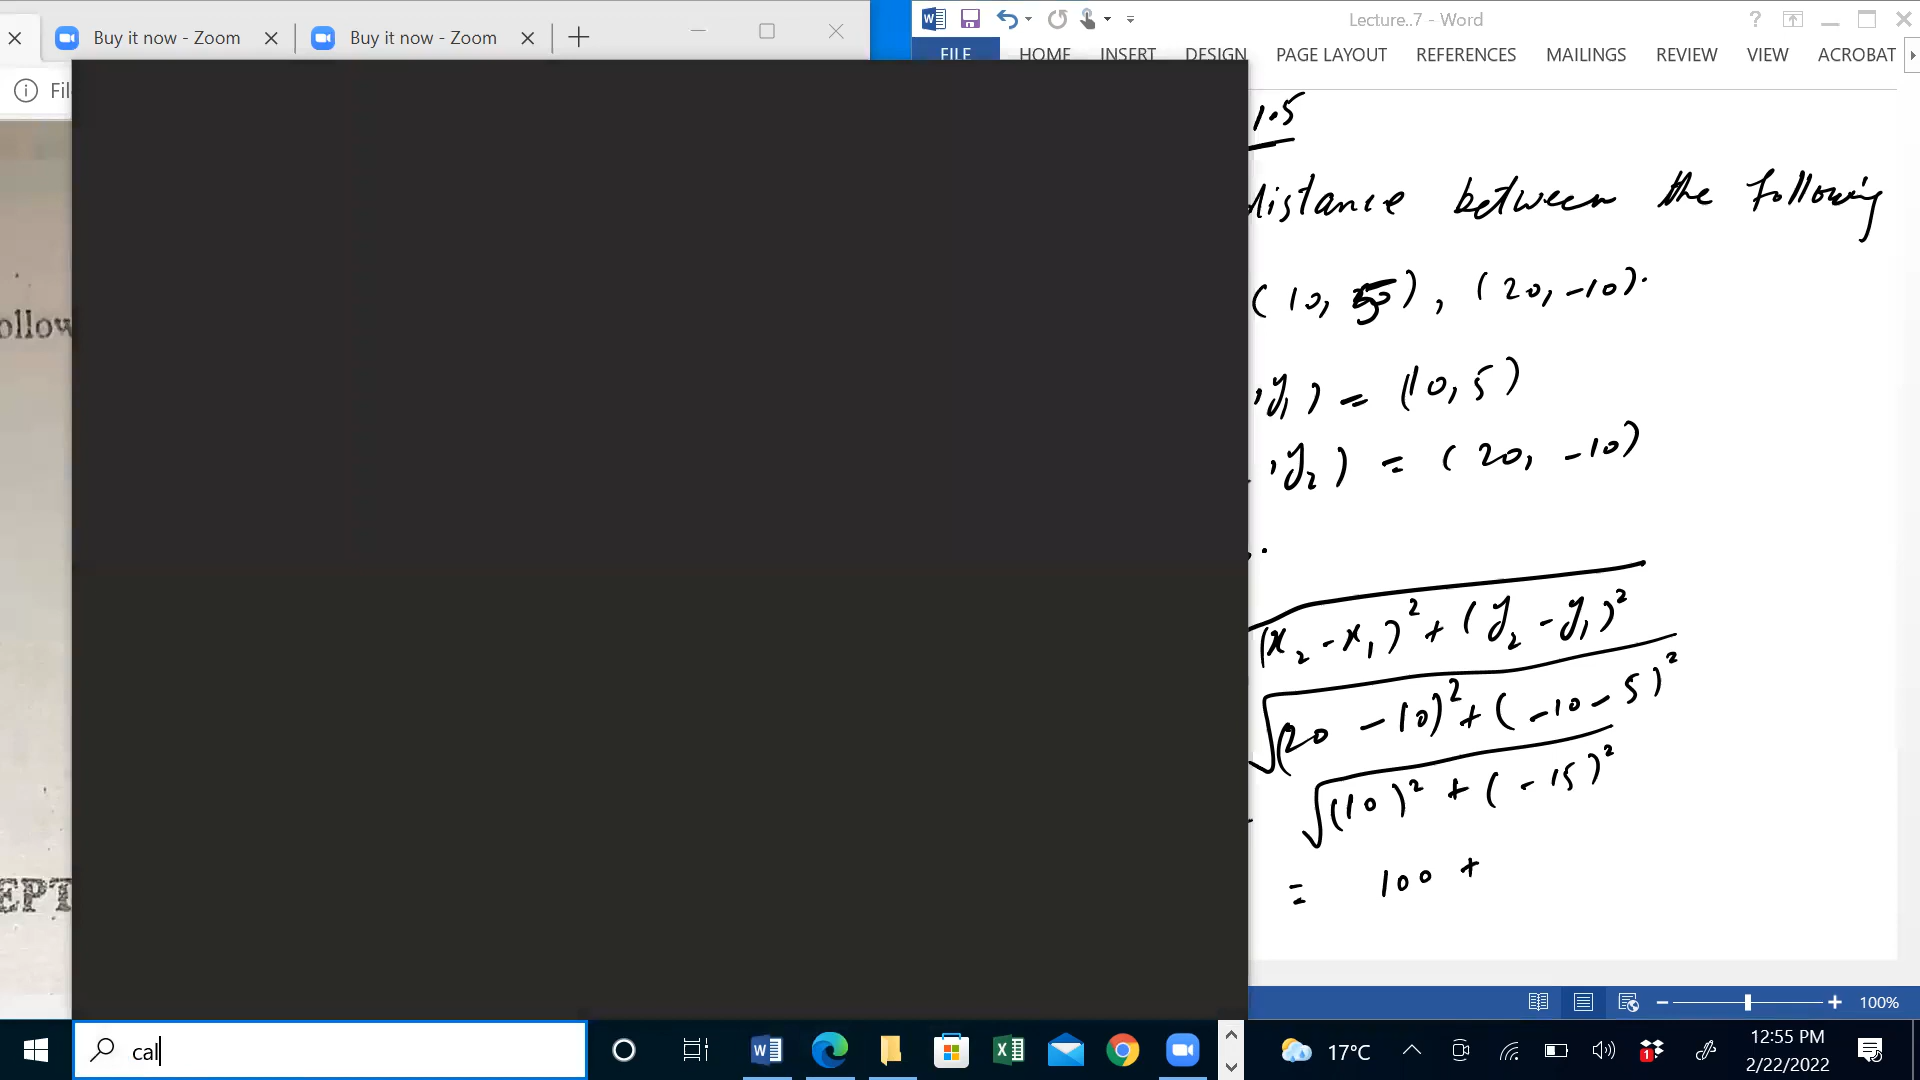 Buy it now - Zoom
Buy it now - Zoom
Lecture..7 - Word
FILE HOME INSERT DESIGN PAGE LAYOUT REFERENCES MAILINGS REVIEW VIEW ACROBAT
Fil
1.5
distance between the following
(10, 5), (20, -10).
, y₁) = (10, 5)
, y₂) = (20, -10)
(x₂ - x₁)² + (y₂ - y₁)²
√(20 - 10)² + (-10 - 5)²
√(10)² + (-15)²
= 100 +
ollow
EPT
100%
cal
17°C
1
12:55 PM
2/22/2022